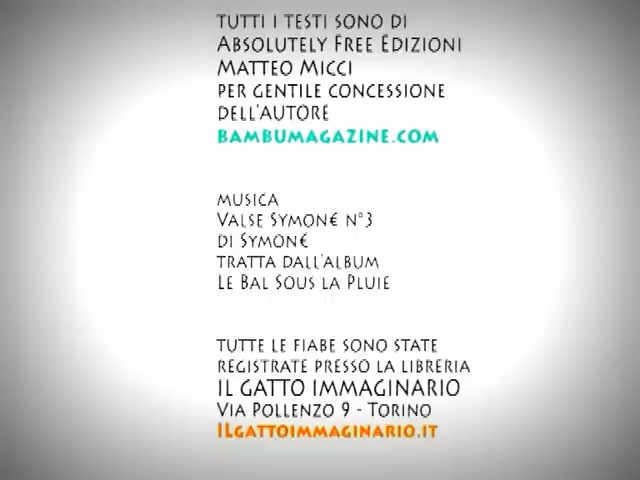 TUTTI I TESTI SONO DI
ABSOLUTELY FREE EDIZIONI
MATTEO MICCI
PER GENTILE CONCESSIONE
DELL'AUTORE
BAMBUMAGAZINE.COM
MUSICA
VALSE SYMON€ N°3
DI SYMON€
TRATTA DALL'ALBUM
LE BAL SOUS LA PLUIE
TUTTE LE FIABE SONO STATE
REGISTRATE PRESSO LA LIBRERIA
IL GATTO IMMAGINARIO
VIA POLLENZO 9 - TORINO
ILGATTOIMMAGINARIO.IT